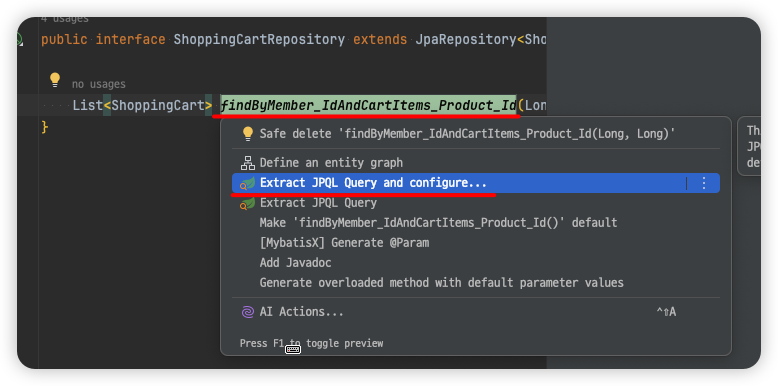 4 usages
public interface ShoppingCartRepository extends JpaRepository<Sho
no usages
List<ShoppingCart> findByMember_IdAndCartItems_Product_Id(Lon
}
Safe delete 'findByMember_IdAndCartItems_Product_Id(Long, Long)'
Thi
JPQ
de
Define an entity graph
Extract JPQL Query and configure...
Extract JPQL Query
Make 'findByMember_IdAndCartItems_Product_Id()' default
[MybatisX] Generate @Param
Add Javadoc
Generate overloaded method with default parameter values
AI Actions... ⌃⇧A
Press F1 to toggle preview